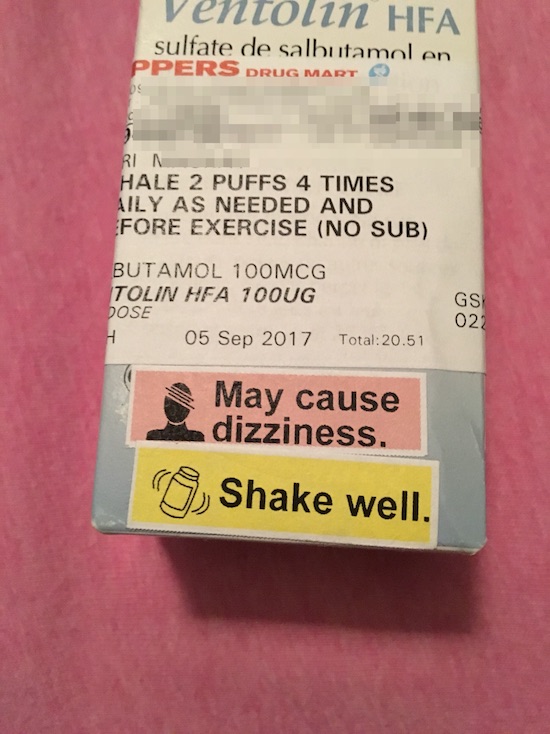 Ventolin HFA
sulfate de salbutamol en
PPERS DRUG MART
RI
HALE 2 PUFFS 4 TIMES
AILY AS NEEDED AND
EFORE EXERCISE (NO SUB)
BUTAMOL 100MCG
TOLIN HFA 100UG
GS
DOSE
022
H 05 Sep 2017 Total:20.51
May cause
dizziness.
Shake well.